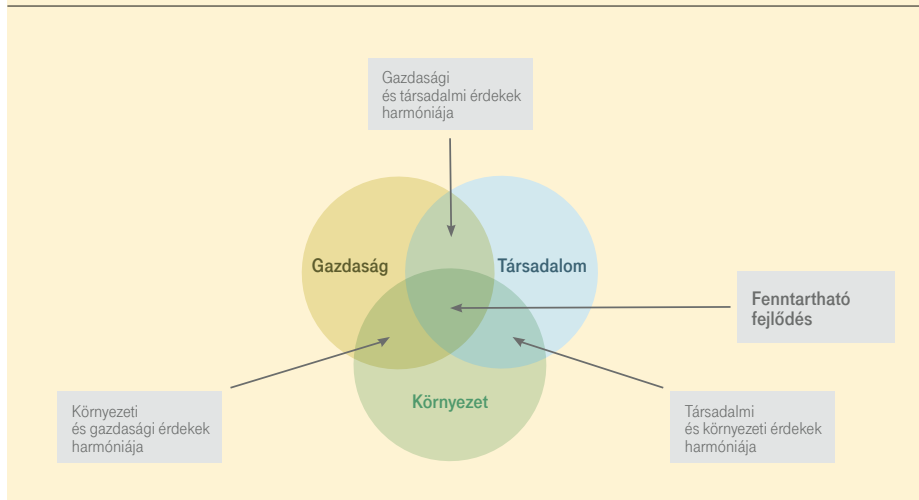 Gazdasági
és társadalmi érdekek
harmóniája
Gazdaság
Társadalom
Fenntartható
fejlődés
Környezet
Környezeti
és gazdasági érdekek
harmóniája
Társadalmi
és környezeti érdekek
harmóniája